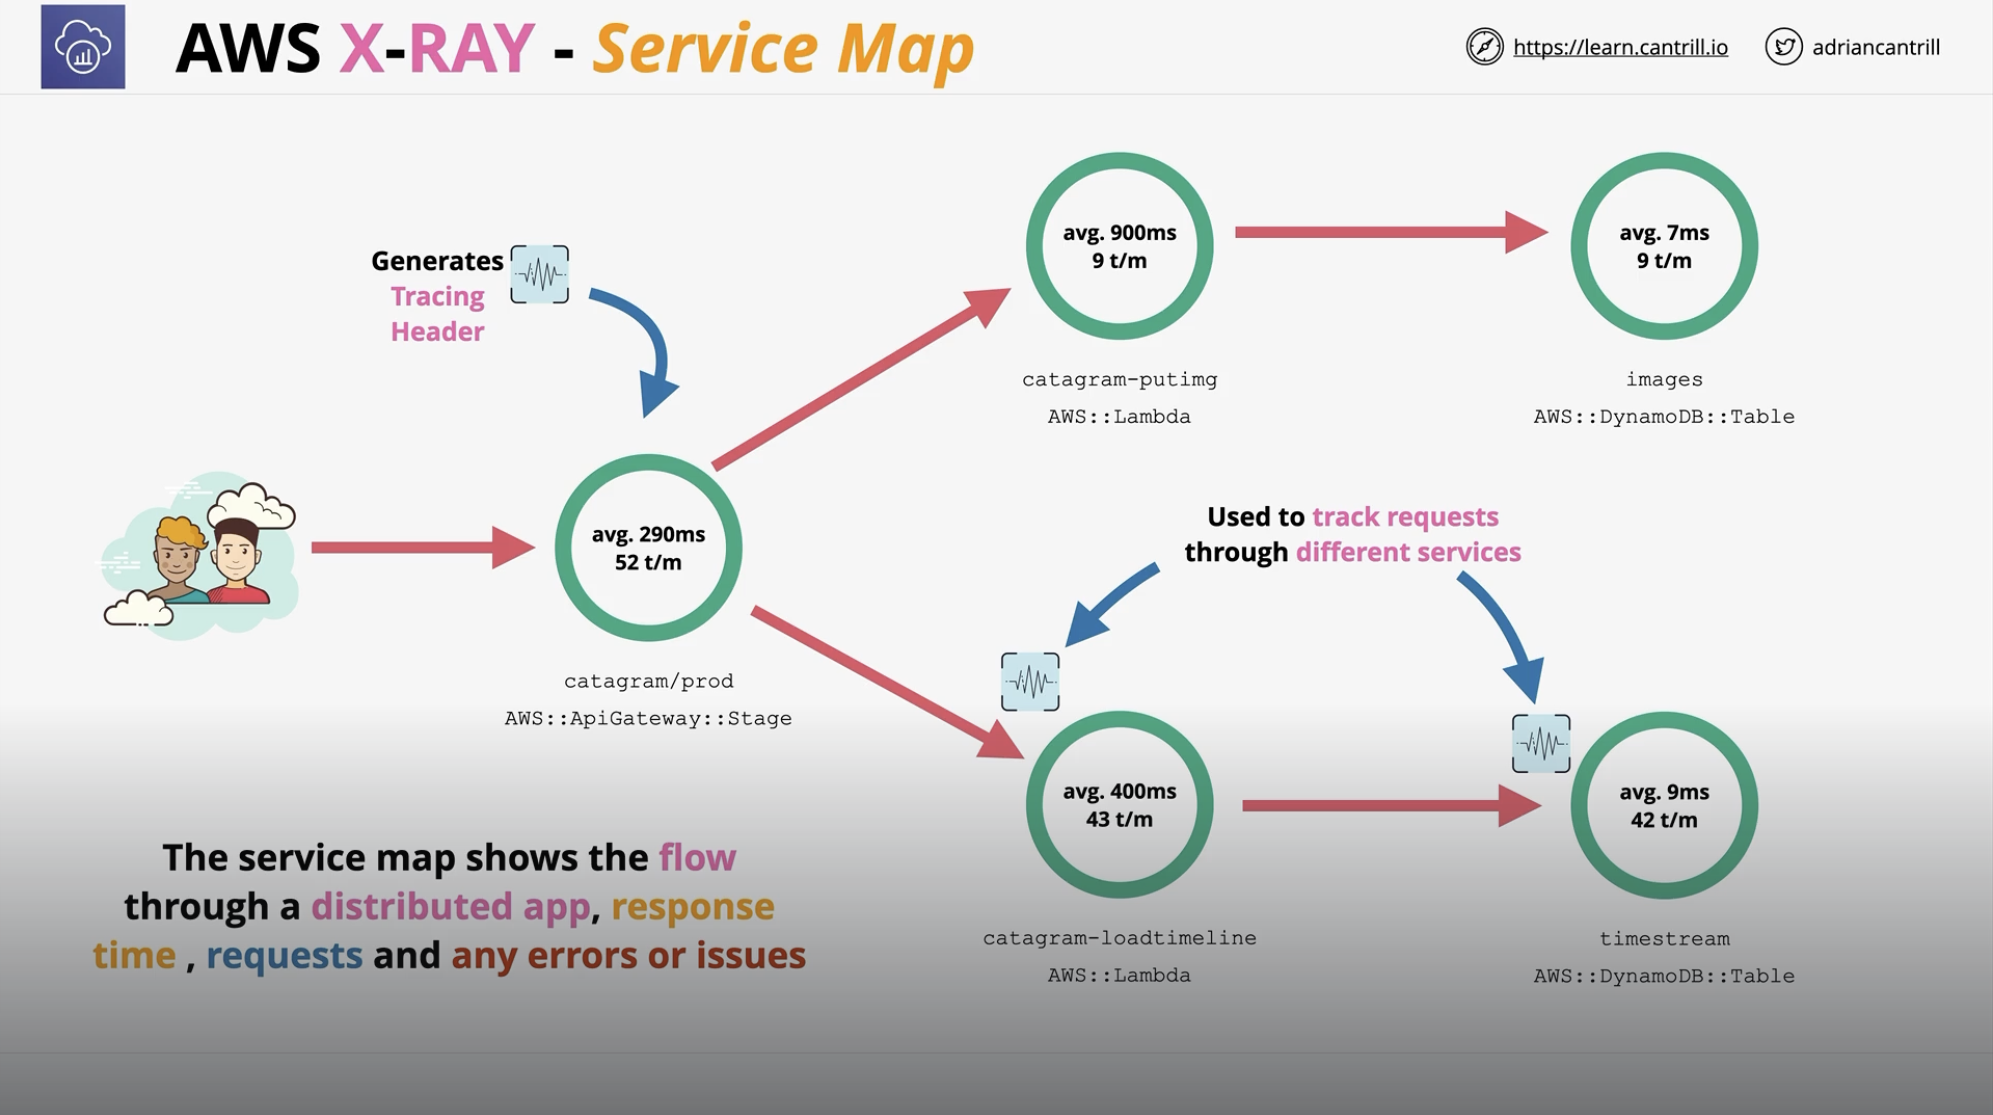 AWS X-RAY - Service Map
https://learn.cantrill.io
adriancantrill
Generates
Tracing
Header
avg. 900ms
9 t/m
catagram-putimg
AWS::Lambda
avg. 7ms
9 t/m
images
AWS::DynamoDB::Table
avg. 290ms
52 t/m
catagram/prod
AWS::ApiGateway::Stage
Used to track requests
through different services
avg. 400ms
43 t/m
catagram-loadtimeline
AWS::Lambda
avg. 9ms
42 t/m
timestream
AWS::DynamoDB::Table
The service map shows the flow
through a distributed app, response
time , requests and any errors or issues